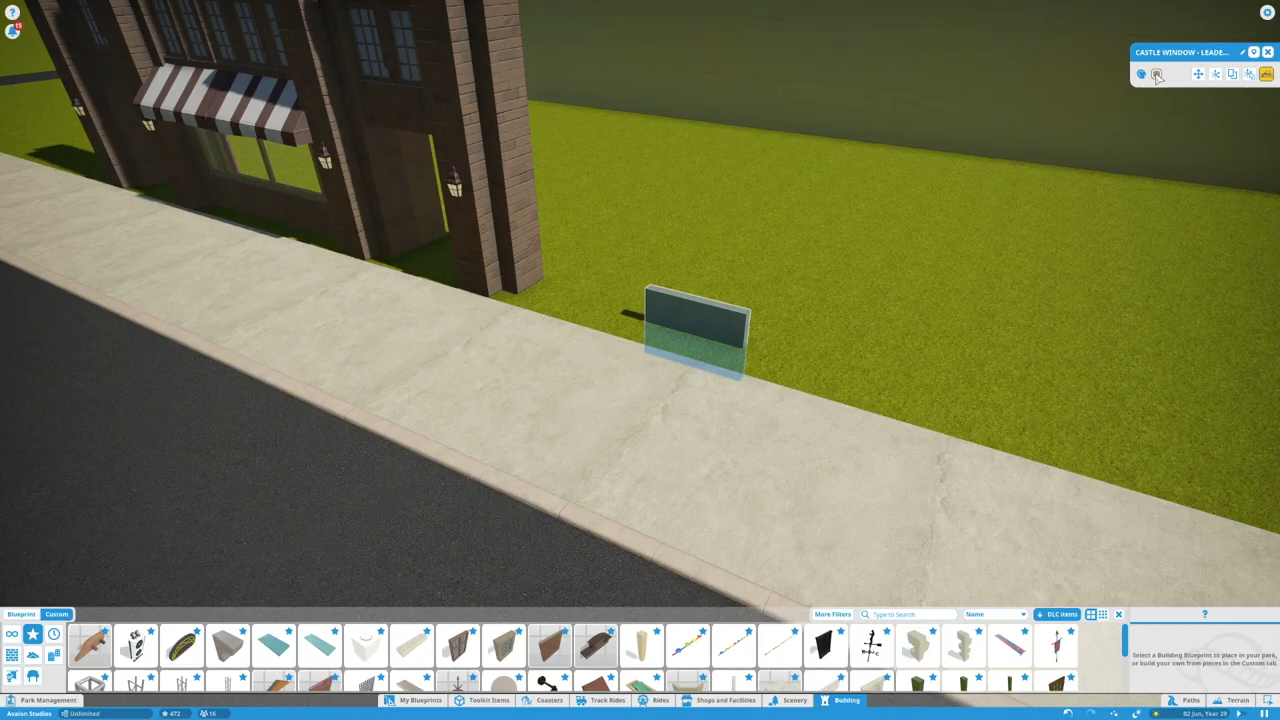 ?
15
CASTLE WINDOW - LEADE...
Blueprint
Custom
More Filters
Type to Search
Name
DLC Items
?
Select a Building Blueprint to place in your park,
or build your own from pieces in the Custom tab.
Park Management
My Blueprints
Toolkit Items
Coasters
Track Rides
Rides
Shops and Facilities
Scenery
Building
Paths
Terrain
Avalon Studios
Unlimited
472
16
02 Jun, Year 29